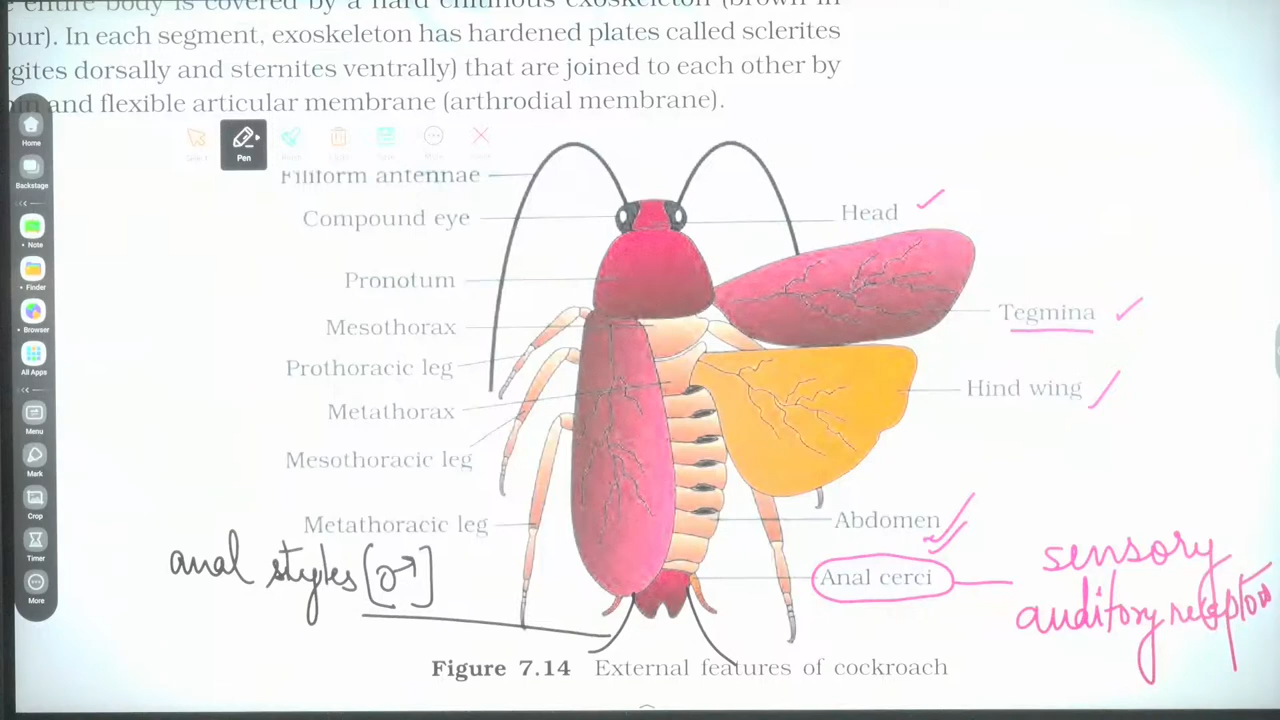 entire body is covered by a hard chitinous exoskeleton (brown in
our). In each segment, exoskeleton has hardened plates called sclerites
rgites dorsally and sternites ventrally) that are joined to each other by
and flexible articular membrane (arthrodial membrane).
Home
Pen
Backstage
Filiform antennae
Compound eye
Head
Note
Finder
Pronotum
Browser
Mesothorax
Tegmina
Prothoracic leg
All Apps
Hind wing
Metathorax
Menu
Mesothoracic leg
Mark
Crop
Metathoracic leg
Abdomen
Timer
anal styles [♂]
Anal cerci
sensory
auditory receptors
More
Figure 7.14 External features of cockroach